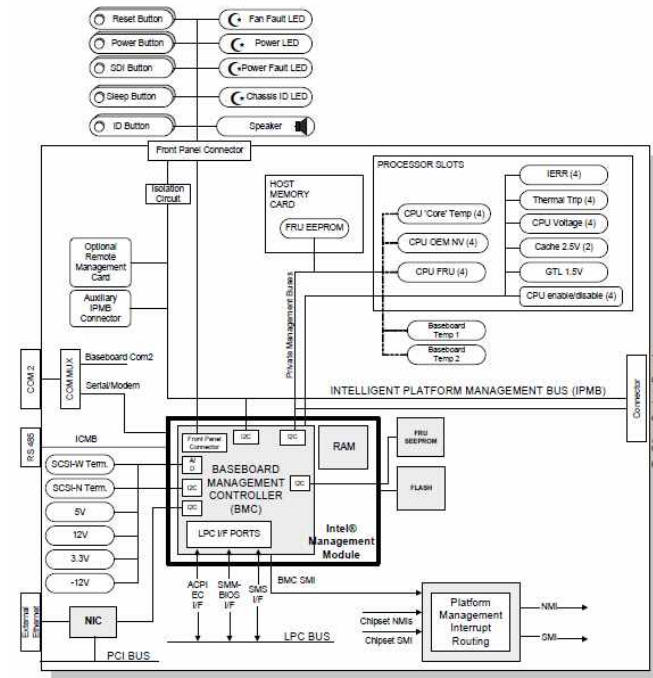 Reset Button
Fan Fault LED
Power Button
Power LED
SDI Button
Power Fault LED
Sleep Button
Chassis ID LED
ID Button
Speaker
Front Panel Connector
Isolation
Circuit
HOST
MEMORY
CARD
FRU EEPROM
PROCESSOR SLOTS
IERR (4)
Thermal Trip (4)
CPU 'Core' Temp (4)
CPU Voltage (4)
CPU OEM NV (4)
Cache 2.5V (2)
CPU FRU (4)
GTL 1.5V
CPU enable/disable (4)
Optional
Remote
Management
Card
Auxiliary
IPMB
Connector
Private Management Buses
Baseboard
Temp 1
Baseboard
Temp 2
COM 2
COM MUX
Baseboard Com2
Serial/Modem
INTELLIGENT PLATFORM MANAGEMENT BUS (IPMB)
Connector
RS 485
ICMB
Front Panel
Connector
I2C
I2C
RAM
FRU
SEEPROM
SCSI-W Term.
A/
D
BASEBOARD
MANAGEMENT
CONTROLLER
(BMC)
I2C
FLASH
SCSI-N Term.
I2C
5V
I2C
12V
LPC I/F PORTS
Intel®
Management
Module
3.3V
-12V
ACPI
EC
I/F
SMM-
BIOS
I/F
SMS
I/F
BMC SMI
External
Ethernet
NIC
Chipset NMIs
Chipset SMI
Platform
Management
Interrupt
Routing
NMI
SMI
LPC BUS
PCI BUS